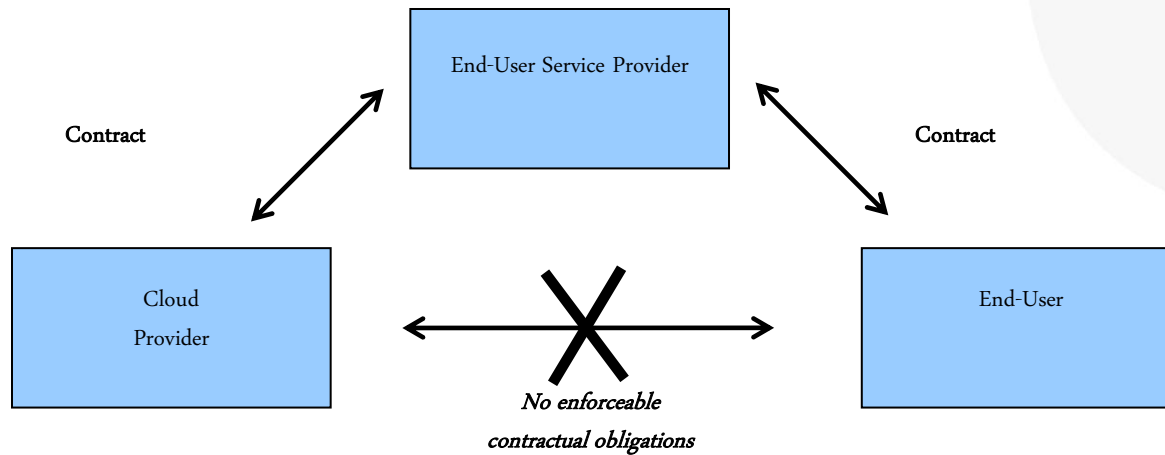 End-User Service Provider
Contract
Contract
Cloud
Provider
End-User
No enforceable
contractual obligations